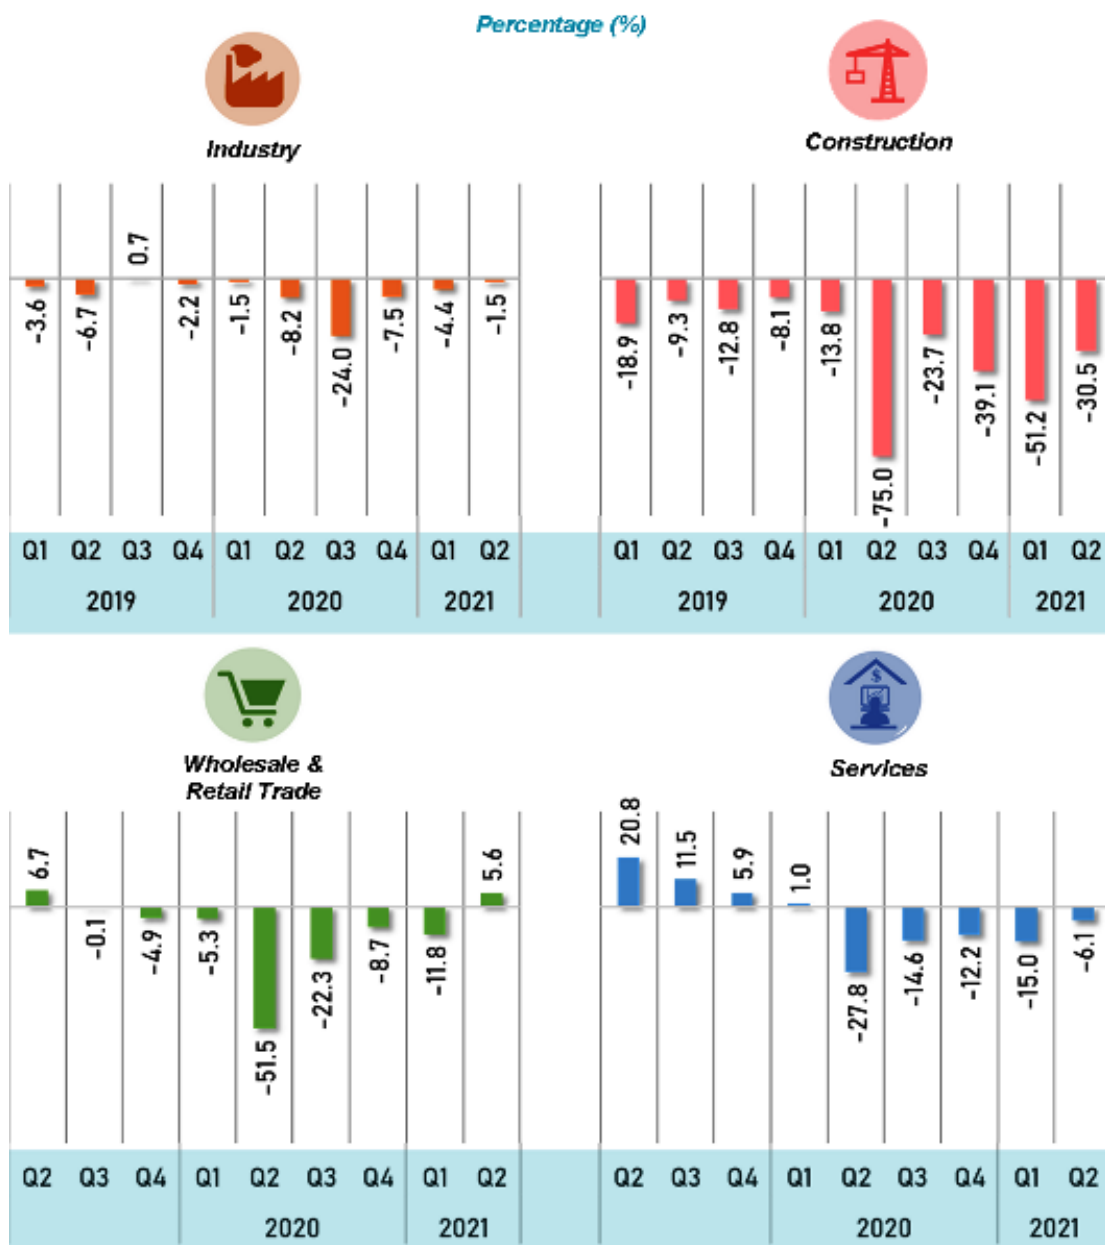 Percentage (%)
Industry
Construction
-3.6 -6.7 0.7 -2.2 -1.5 -8.2 -24.0 -7.5 -4.4 -1.5
Q1 Q2 Q3 Q4 Q1 Q2 Q3 Q4 Q1 Q2
2019 2020 2021
-18.9 -9.3 -12.8 -8.1 -13.8 -75.0 -23.7 -39.1 -51.2 -30.5
Q1 Q2 Q3 Q4 Q1 Q2 Q3 Q4 Q1 Q2
2019 2020 2021
Wholesale &
Retail Trade
6.7 -0.1 -4.9 -5.3 -51.5 -22.3 -8.7 -11.8 5.6
Q2 Q3 Q4 Q1 Q2 Q3 Q4 Q1 Q2
2020 2021
$
Services
20.8 11.5 5.9 1.0 -27.8 -14.6 -12.2 -15.0 -6.1
Q2 Q3 Q4 Q1 Q2 Q3 Q4 Q1 Q2
2020 2021